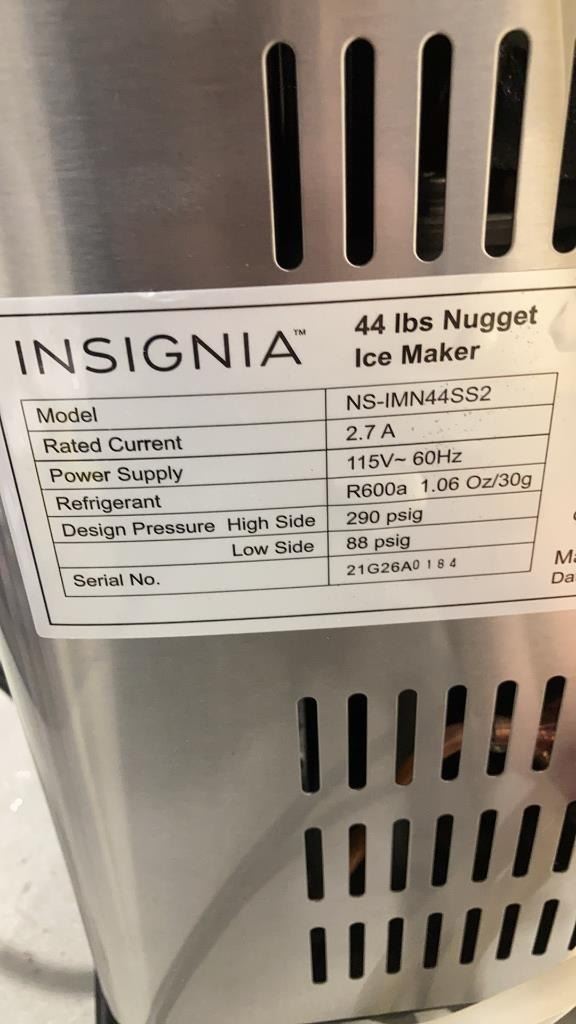 INSIGNIA™
44 lbs Nugget
Ice Maker
Model NS-IMN44SS2
Rated Current 2.7 A
Power Supply 115V~ 60Hz
Refrigerant R600a 1.06 Oz/30g
Design Pressure High Side 290 psig
Low Side 88 psig
Serial No. 21G26A0184